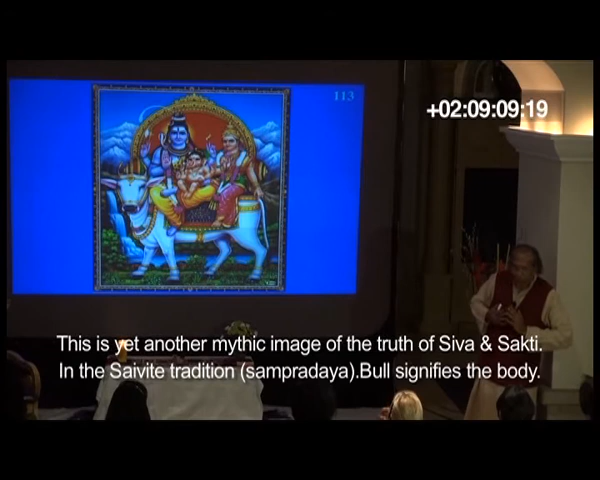 113
+02:09:09:19
This is yet another mythic image of the truth of Siva & Sakti.
In the Saivite tradition (sampradaya).Bull signifies the body.